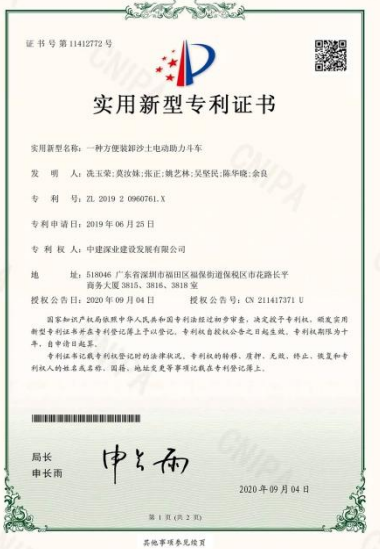 证书号第11412772号
实用新型专利证书
实用新型名称：一种方便装卸沙土电动助力斗车
发明人：冼玉荣;莫汝妹;张正;姚艺林;吴坚民;陈华晓;余良
专利号：ZL 2019 2 0960761.X
专利申请日：2019年06月25日
专利权人：中建深业建设发展有限公司
地址：518046 广东省深圳市福田区福保街道保税区市花路长平
商务大厦3815、3816、3818室
授权公告日：2020年09月04日 授权公告号：CN 211417371 U
国家知识产权局依照中华人民共和国专利法经过初步审查，决定授予专利权，颁发实用
新型专利证书并在专利登记簿上予以登记。专利权自授权公告之日起生效。专利权期限为十
年，自申请日起算。
专利证书记载专利权登记时的法律状况。专利权的转移、质押、无效、终止、恢复和专
利权人的姓名或名称、国籍、地址变更等事项记载在专利登记簿上。
局长
申长雨
申长雨
2020年09月04日
第 1 页 (共 2 页)
其他事项参见续页
CNIPA
CNIPA
CNIPA